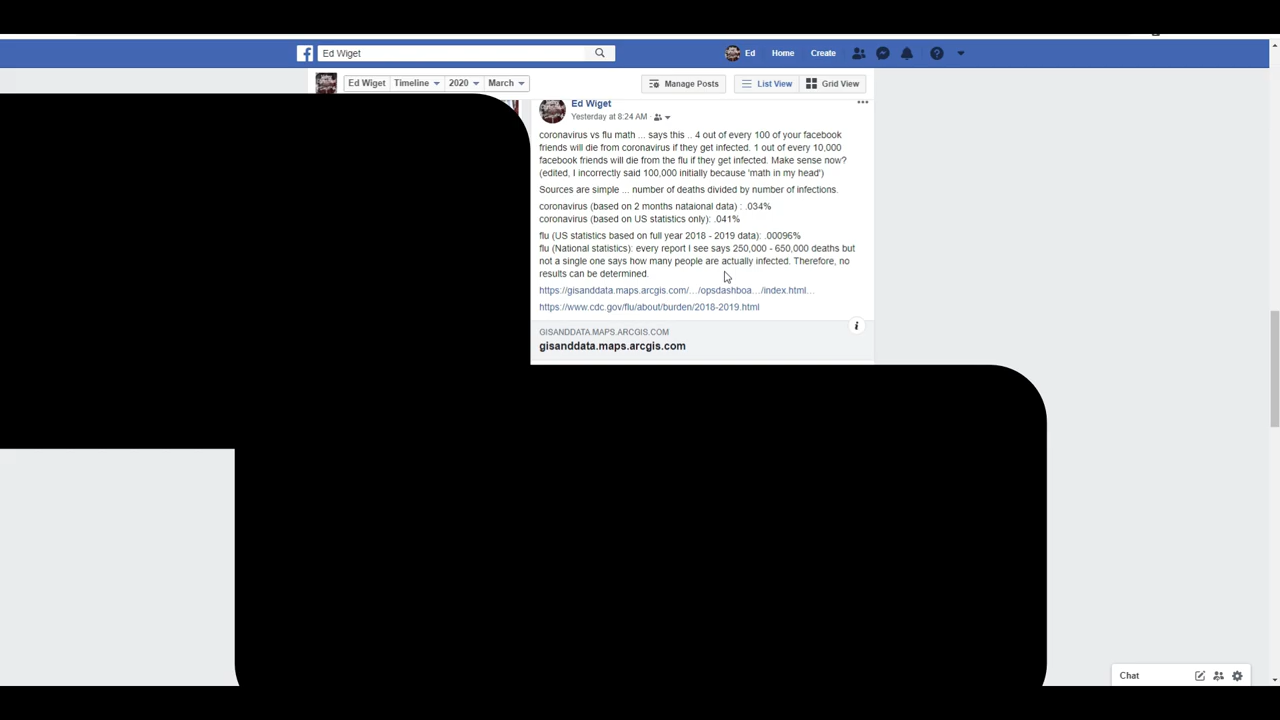 Ed Wiget
Ed Home Create
Ed Wiget Timeline 2020 March Manage Posts List View Grid View
Ed Wiget
Yesterday at 8:24 AM
coronavirus vs flu math ... says this .. 4 out of every 100 of your facebook
friends will die from coronavirus if they get infected. 1 out of every 10,000
facebook friends will die from the flu if they get infected. Make sense now?
(edited, I incorrectly said 100,000 initially because 'math in my head')
Sources are simple ... number of deaths divided by number of infections.
coronavirus (based on 2 months nataional data) : .034%
coronavirus (based on US statistics only): .041%
flu (US statistics based on full year 2018 - 2019 data): .00096%
flu (National statistics): every report I see says 250,000 - 650,000 deaths but
not a single one says how many people are actually infected. Therefore, no
results can be determined.
https://gisanddata.maps.arcgis.com/.../opsdashboa.../index.html...
https://www.cdc.gov/flu/about/burden/2018-2019.html
GISANDDATA.MAPS.ARCGIS.COM
gisanddata.maps.arcgis.com
Chat